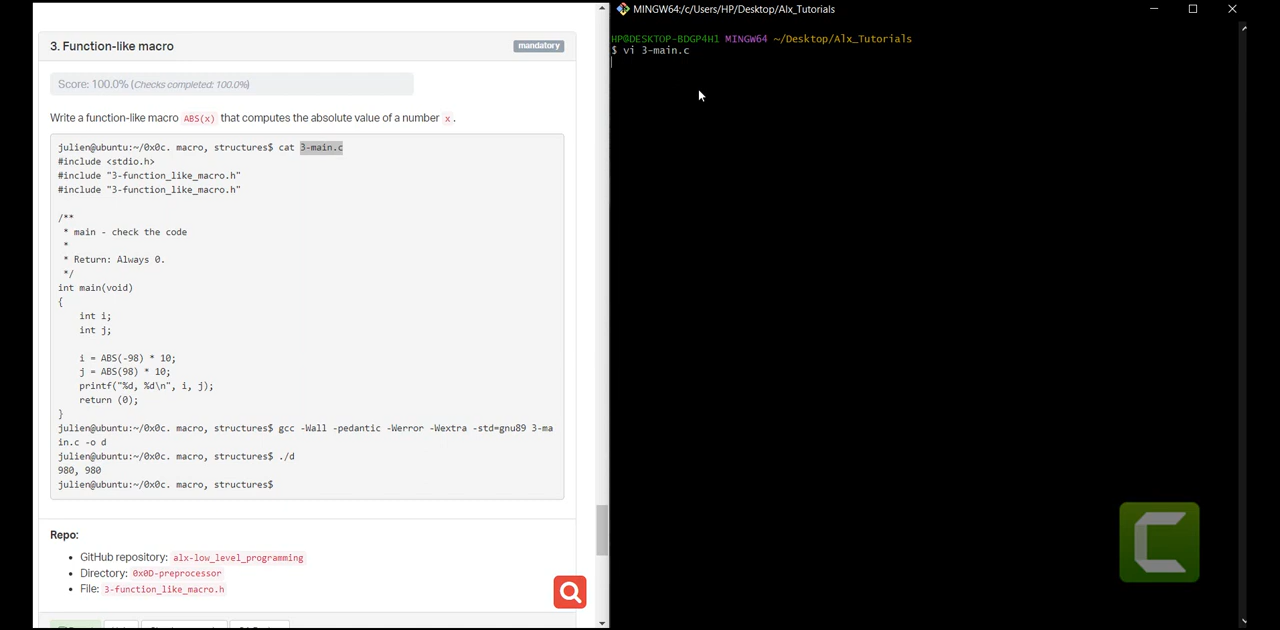 3. Function-like macro
mandatory
Score: 100.0% (Checks completed: 100.0%)
Write a function-like macro ABS(x) that computes the absolute value of a number x.
julien@ubuntu:~/0x0c. macro, structures$ cat 3-main.c
#include <stdio.h>
#include "3-function_like_macro.h"
#include "3-function_like_macro.h"
/**
* main - check the code
*
* Return: Always 0.
*/
int main(void)
{
int i;
int j;
i = ABS(-98) * 10;
j = ABS(98) * 10;
printf("%d, %d\n", i, j);
return (0);
}
julien@ubuntu:~/0x0c. macro, structures$ gcc -Wall -pedantic -Werror -Wextra -std=gnu89 3-ma
in.c -o d
julien@ubuntu:~/0x0c. macro, structures$ ./d
980, 980
julien@ubuntu:~/0x0c. macro, structures$
Repo:
• GitHub repository: alx-low_level_programming
• Directory: 0x0D-preprocessor
• File: 3-function_like_macro.h
MINGW64:/c/Users/HP/Desktop/Alx_Tutorials
HP@DESKTOP-BDGP4H1 MINGW64 ~/Desktop/Alx_Tutorials
$ vi 3-main.c